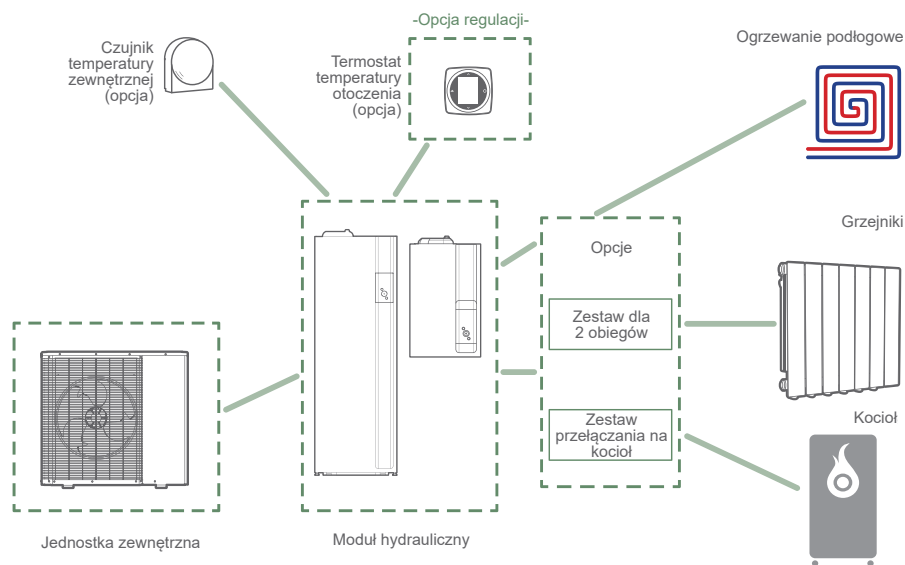 -Opcja regulacji-
Czujnik
temperatury
zewnętrznej
(opcja)
Termostat
temperatury
otoczenia
(opcja)
Ogrzewanie podłogowe
Grzejniki
Opcje
Zestaw dla
2 obiegów
Zestaw
przełączania na
kocioł
Kocioł
Jednostka zewnętrzna
Moduł hydrauliczny